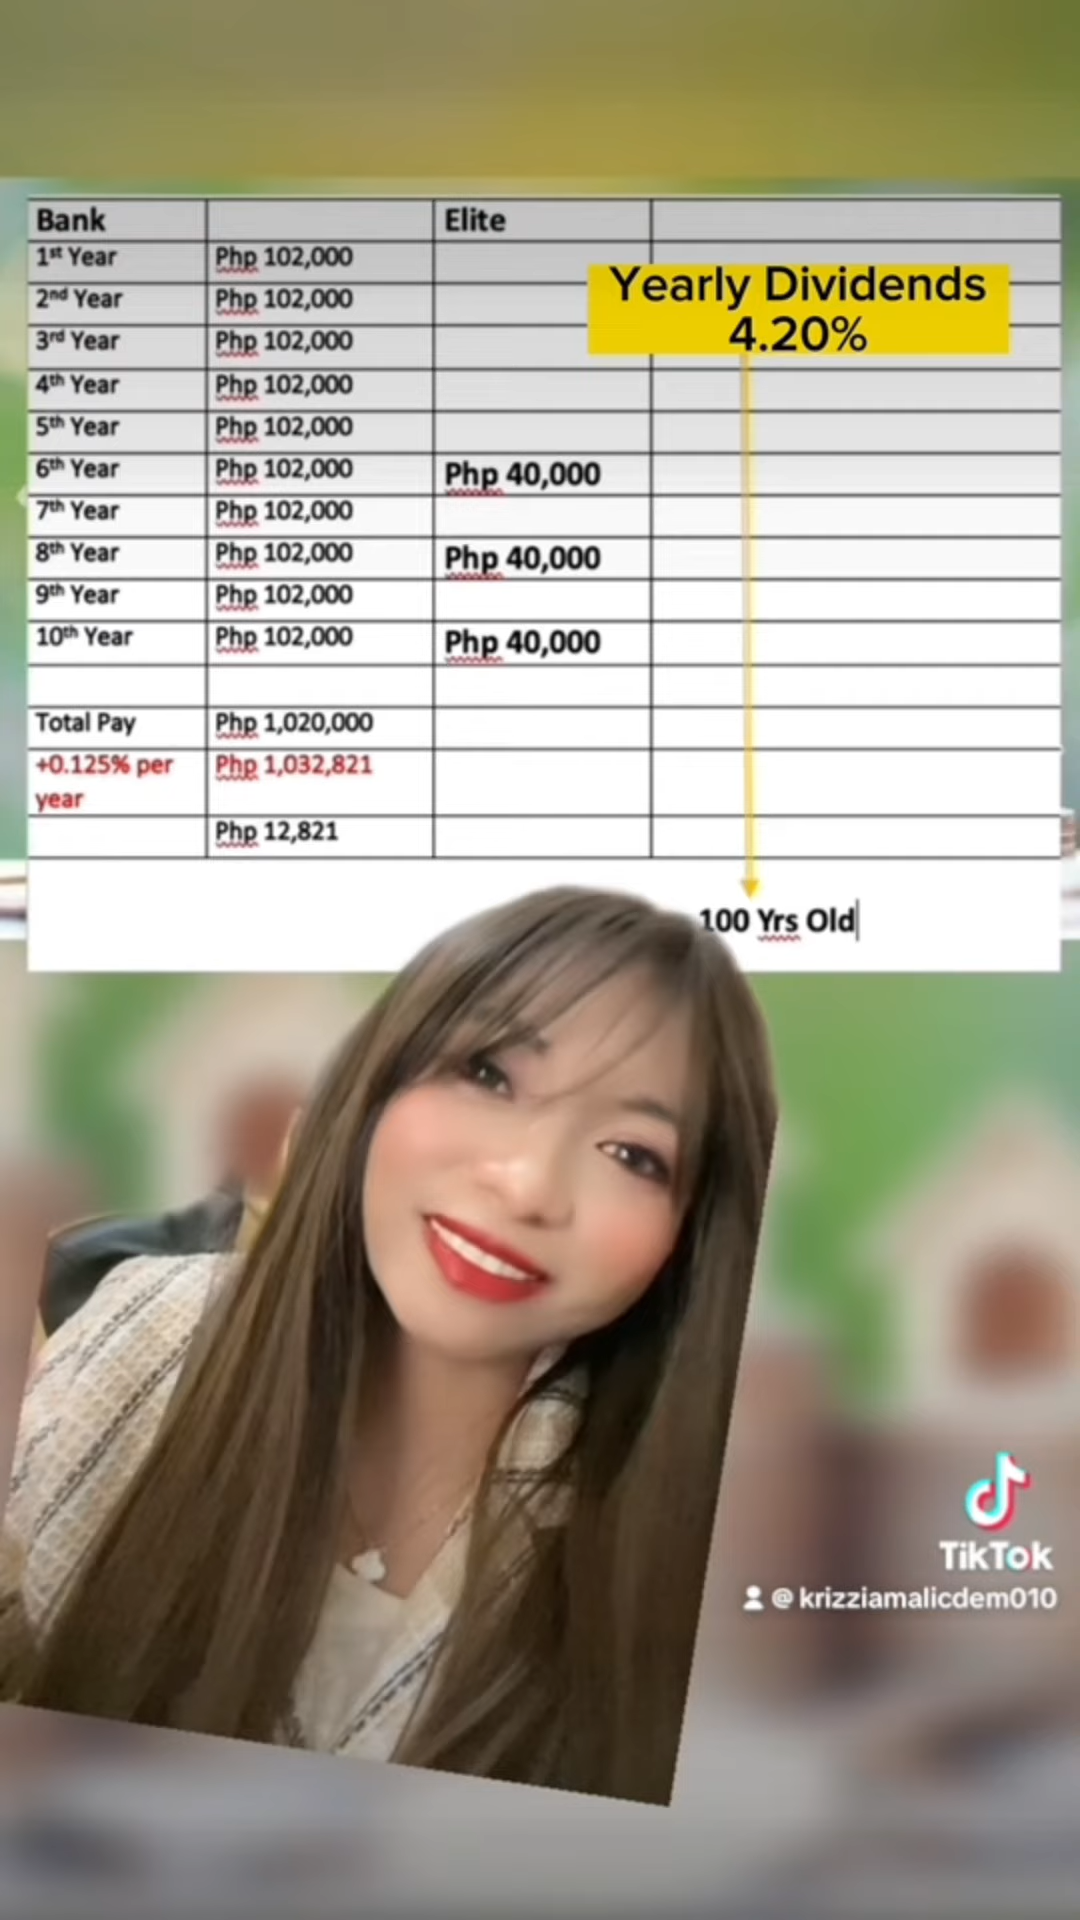 Bank Elite
Yearly Dividends
4.20%
1st Year Php 102,000
2nd Year Php 102,000
3rd Year Php 102,000
4th Year Php 102,000
5th Year Php 102,000
6th Year Php 102,000 Php 40,000
7th Year Php 102,000
8th Year Php 102,000 Php 40,000
9th Year Php 102,000
10th Year Php 102,000 Php 40,000
Total Pay Php 1,020,000
+0.125% per Php 1,032,821
year
Php 12,821
100 Yrs Old
TikTok
@krizziamalicdem010